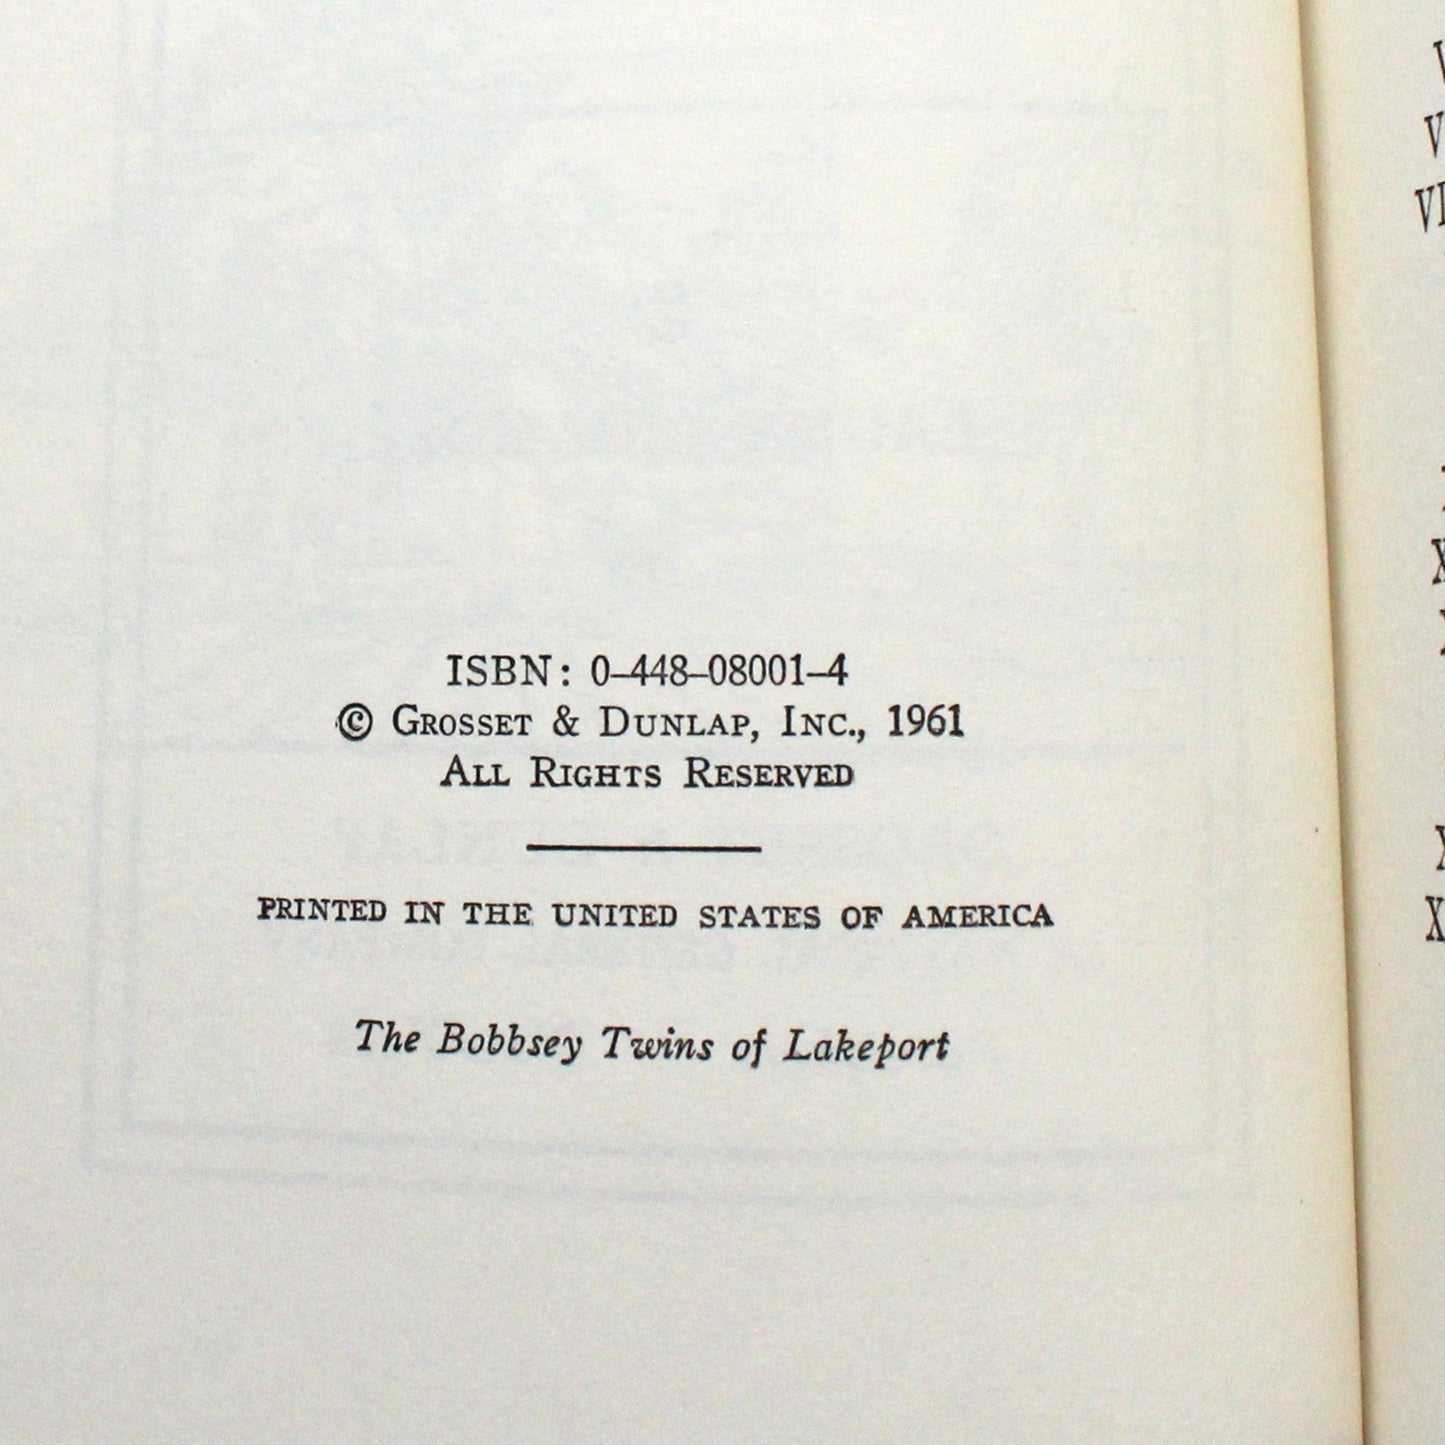 ISBN: 0–448–08001–4
© GROSSET & DUNLAP, INC., 1961
ALL RIGHTS RESERVED
PRINTED IN THE UNITED STATES OF AMERICA
The Bobbsey Twins of Lakeport